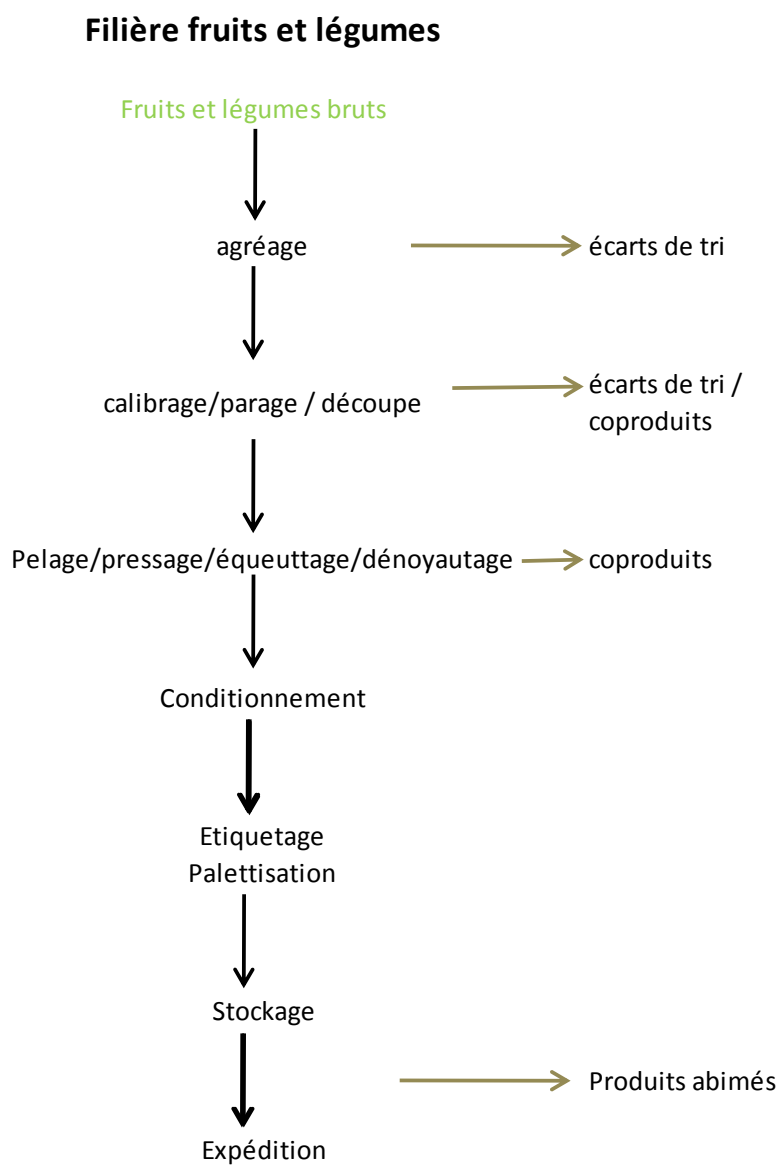 Filière fruits et légumes
Fruits et légumes bruts
agréage
écarts de tri
calibrage/parage / découpe
écarts de tri /
coproduits
Pelage/pressage/équeuttage/dénoyautage
coproduits
Conditionnement
Etiquetage
Palettisation
Stockage
Produits abimés
Expédition